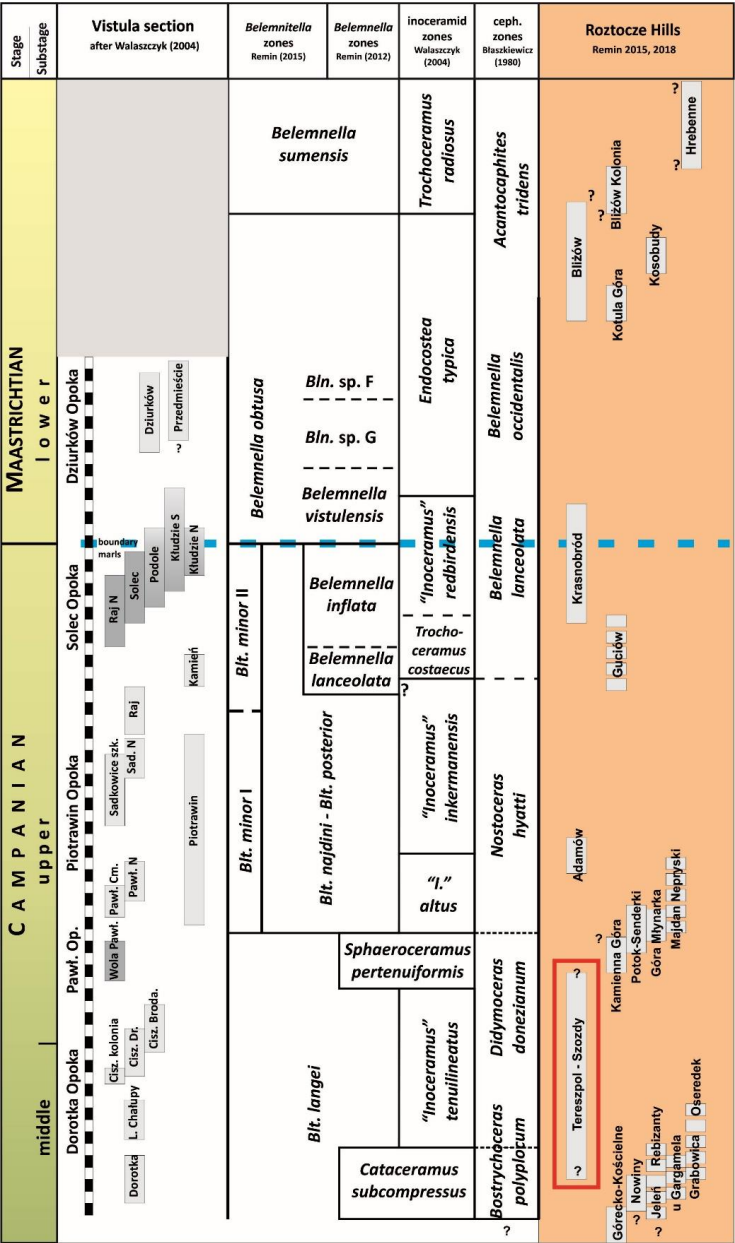 Stage
Substage
Vistula section
after Walaszczyk (2004)
Belemnitella
zones
Remin (2015)
Belemnella
zones
Remin (2012)
inoceramid
zones
Walaszczyk
(2004)
ceph.
zones
Błaszkiewicz
(1980)
Roztocze Hills
Remin 2015, 2018
MAASTRICHTIAN
lower
CAMPANIAN
upper
middle
Dziurków Opoka
Solec Opoka
Piotrawin Opoka
Pawł. Op.
Dorotka Opoka
Dziurków
Przedmieście
?
boundary
marls
Raj N
Solec
Podole
Kłudzie S
Kłudzie N
Kamień
Raj
Sadkowice szk.
Sad. N
Piotrawin
Pawł. Cm.
Pawł. N
Wola Pawł.
Cisz. kolonia
Cisz. Dr.
Cisz. Broda.
L. Chałupy
Dorotka
Belemnella
sumensis
Belemnella obtusa
Bln. sp. F
Bln. sp. G
Belemnella
vistulensis
Blt. minor II
Belemnella
inflata
Belemnella
lanceolata
?
Blt. minor I
Blt. najdini - Blt. posterior
Blt. langei
Trochoceramus
radiosus
Endocostea
typica
"Inoceramus"
redbirdensis
Trocho-
ceramus
costaecus
"Inoceramus"
inkermanensis
"I."
altus
Sphaeroceramus
pertenuiformis
"Inoceramus"
tenuilineatus
Cataceramus
subcompressus
Acantocaphites
tridens
Belemnella
occidentalis
Belemnella
lanceolata
Nostoceras
hyatti
Didymoceras
donezianum
Bostrychoceras
polyplocum
?
?
Hrebenne
?
?
?
Bliżów Kolonia
Bliżów
Kosobudy
Kotula Góra
Krasnobród
Guciów
Adamów
?
Kamienna Góra
Potok-Senderki
Góra Młynarka
Majdan Nepryski
?
Tereszpol - Szozdy
?
Górecko-Kościelne
Nowiny
?
Jeleń
?
Rebizanty
u Gargamela
Grabowica
Oseredek